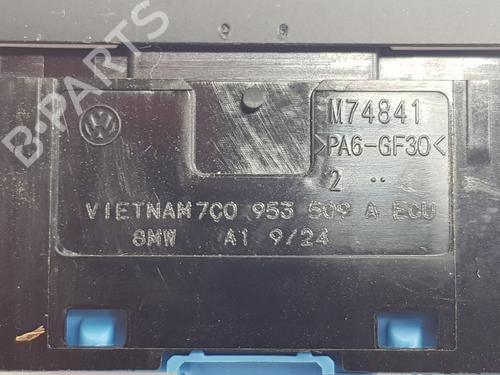 B-PARTS
M74841
>PA6-GF30<
2 ..
VIETNAM 7C0 953 509 A ECU
8MW A1 9/24